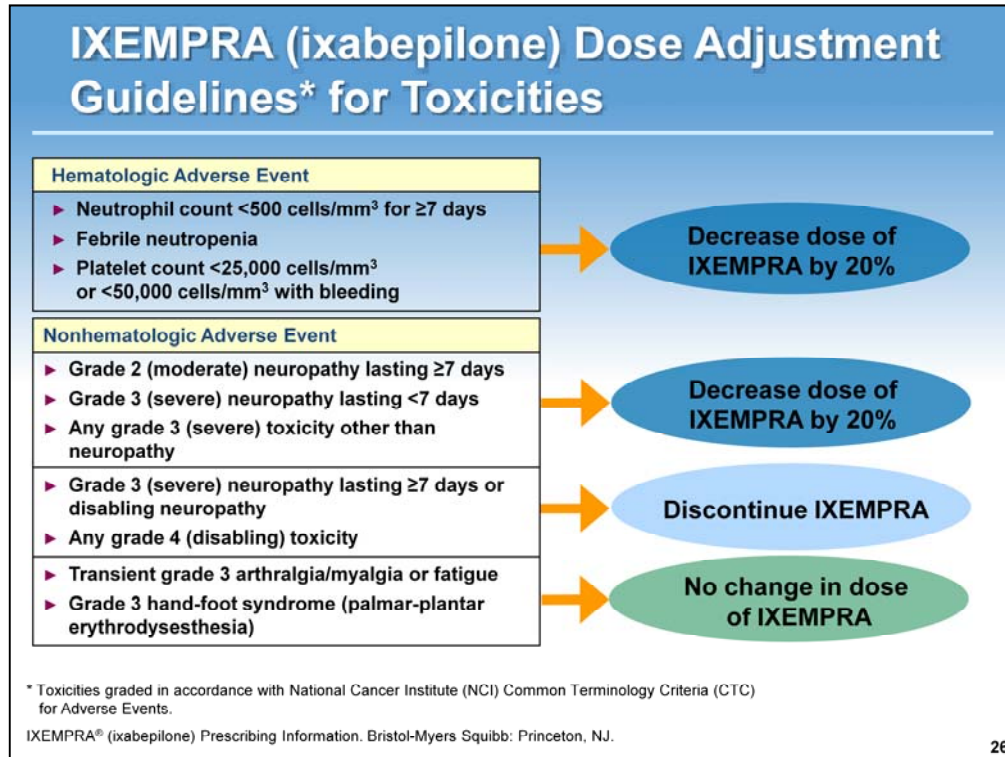 IXEMPRA (ixabepilone) Dose Adjustment
Guidelines* for Toxicities
Hematologic Adverse Event
► Neutrophil count <500 cells/mm³ for ≥7 days
► Febrile neutropenia
► Platelet count <25,000 cells/mm³
or <50,000 cells/mm³ with bleeding
Decrease dose of
IXEMPRA by 20%
Nonhematologic Adverse Event
► Grade 2 (moderate) neuropathy lasting ≥7 days
► Grade 3 (severe) neuropathy lasting <7 days
► Any grade 3 (severe) toxicity other than
neuropathy
Decrease dose of
IXEMPRA by 20%
► Grade 3 (severe) neuropathy lasting ≥7 days or
disabling neuropathy
► Any grade 4 (disabling) toxicity
Discontinue IXEMPRA
► Transient grade 3 arthralgia/myalgia or fatigue
► Grade 3 hand-foot syndrome (palmar-plantar
erythrodysesthesia)
No change in dose
of IXEMPRA
* Toxicities graded in accordance with National Cancer Institute (NCI) Common Terminology Criteria (CTC)
for Adverse Events.
IXEMPRA® (ixabepilone) Prescribing Information. Bristol-Myers Squibb: Princeton, NJ.
26